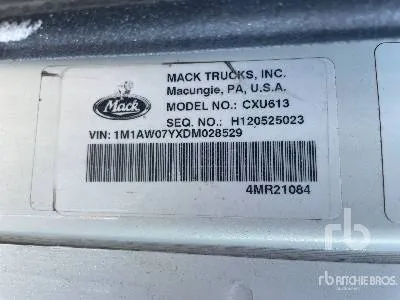 MACK TRUCKS, INC.
Macungie, PA, U.S.A.
MODEL NO.: CXU613
SEQ. NO.: H120525023
Mack
VIN: 1M1AW07YXDM028529
4MR21084
rb
RITCHIE BROS.